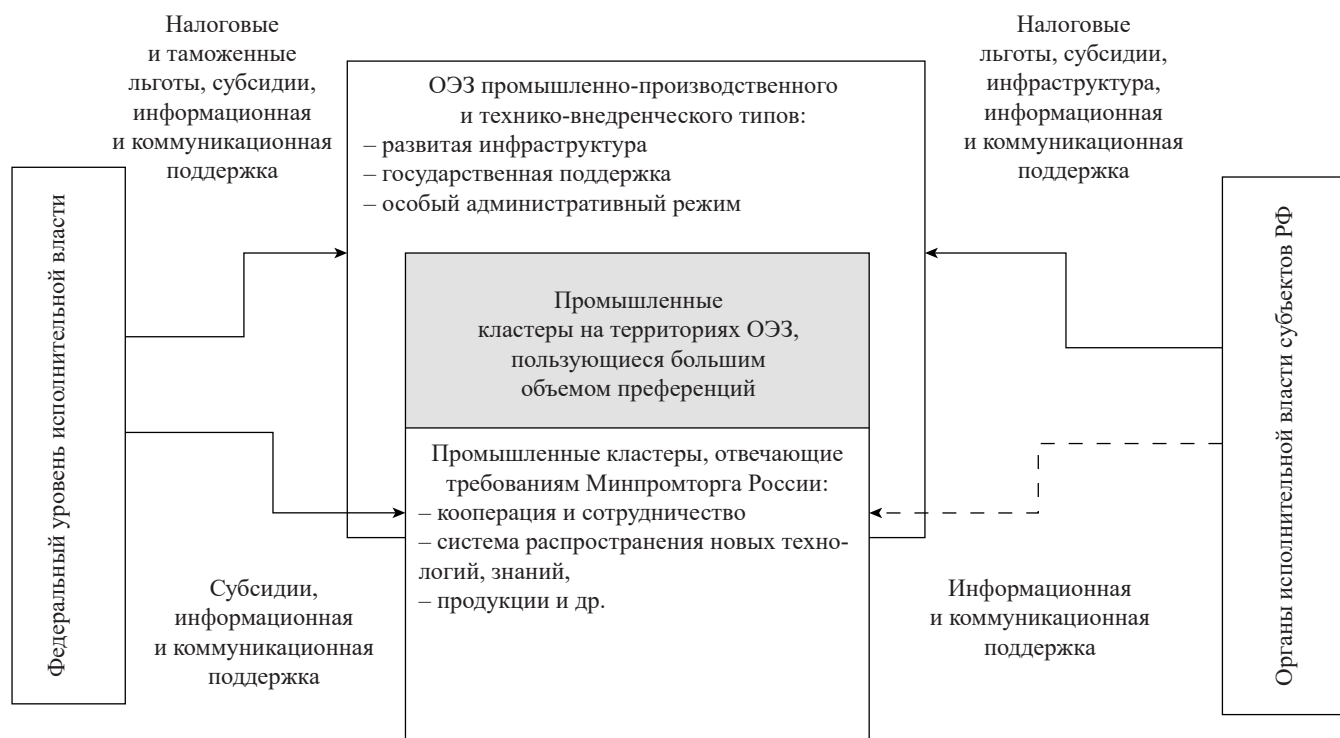 Налоговые
и таможенные
льготы, субсидии,
информационная
и коммуникационная
поддержка
ОЭЗ промышленно-производственного
и технико-внедренческого типов:
– развитая инфраструктура
– государственная поддержка
– особый административный режим
Налоговые
льготы, субсидии,
инфраструктура,
информационная
и коммуникационная
поддержка
Федеральный уровень исполнительной власти
Промышленные
кластеры на территориях ОЭЗ,
пользующиеся большим
объемом преференций
Промышленные кластеры, отвечающие
требованиям Минпромторга России:
– кооперация и сотрудничество
– система распространения новых техно-
логий, знаний,
– продукции и др.
Органы исполнительной власти субъектов РФ
Субсидии,
информационная
и коммуникационная
поддержка
Информационная
и коммуникационная
поддержка